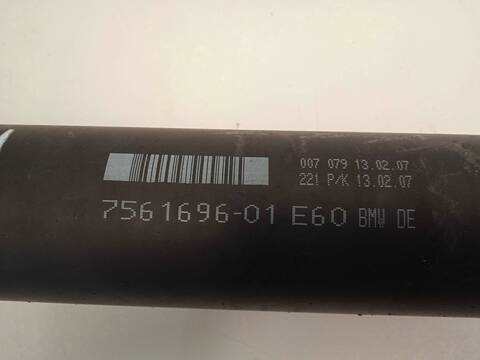 007 079 13.02.07
221 P/K 13.02.07
7561696-01 E60 BMW DE